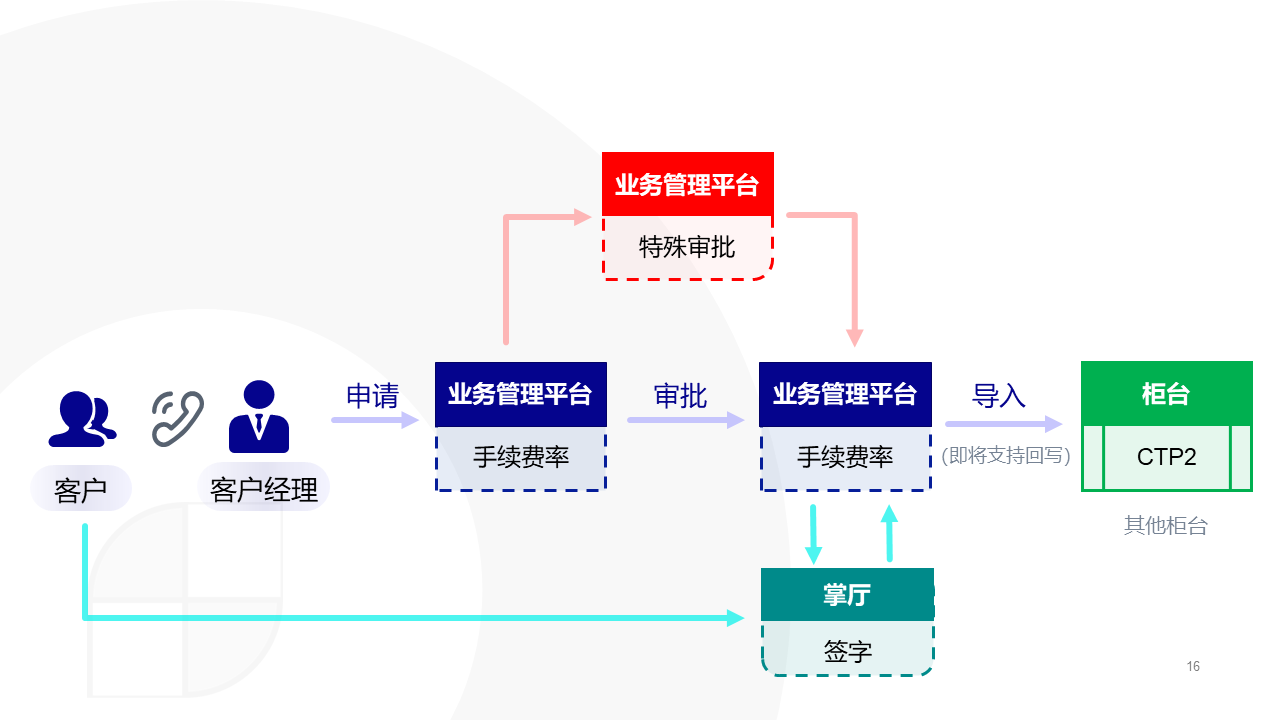 业务管理平台
特殊审批
客户
客户经理
申请
业务管理平台
手续费率
审批
业务管理平台
手续费率
导入
(即将支持回写)
柜台
CTP2
其他柜台
掌厅
签字
16